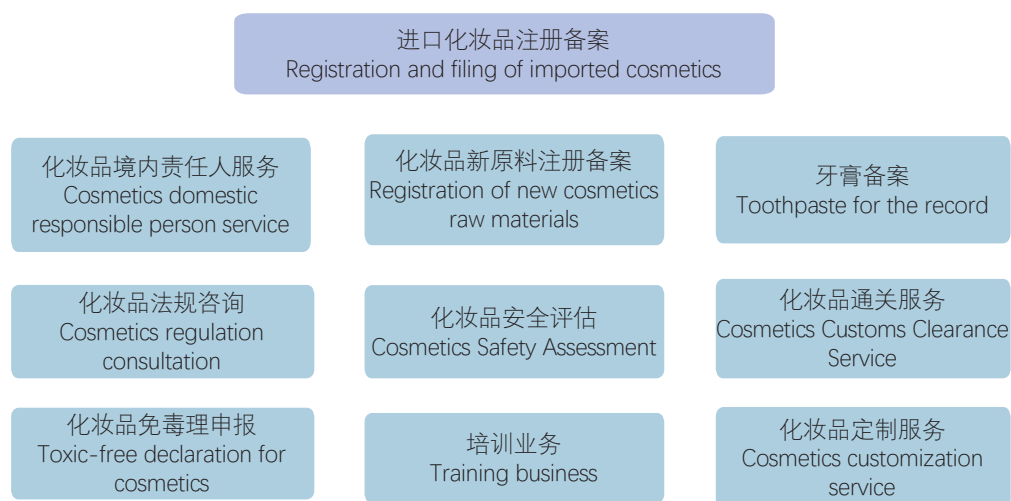 进口化妆品注册备案
Registration and filing of imported cosmetics
化妆品境内责任人服务
Cosmetics domestic
responsible person service
化妆品新原料注册备案
Registration of new cosmetics
raw materials
牙膏备案
Toothpaste for the record
化妆品法规咨询
Cosmetics regulation
consultation
化妆品安全评估
Cosmetics Safety Assessment
化妆品通关服务
Cosmetics Customs Clearance
Service
化妆品免毒理申报
Toxic-free declaration for
cosmetics
培训业务
Training business
化妆品定制服务
Cosmetics customization
service